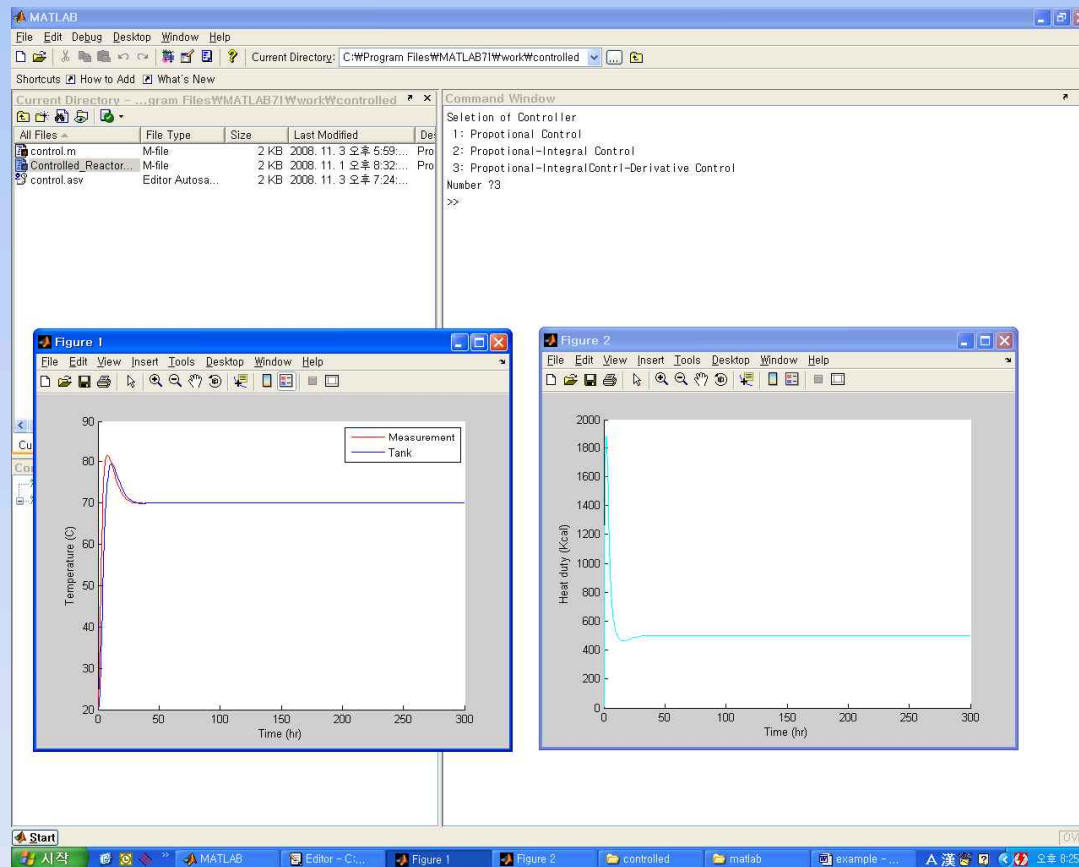 MATLAB
File Edit Debug Desktop Window Help
Current Directory: C:₩Program Files₩MATLAB71₩work₩controlled
Shortcuts How to Add What's New
Current Directory - ...gram Files₩MATLAB71₩work₩controlled
All Files File Type Size Last Modified
control.m M-file 2 KB 2008. 11. 3 오후 5:59:... Pro
Controlled_Reactor... M-file 2 KB 2008. 11. 1 오후 8:32:... Pro
control.asv Editor Autosa... 2 KB 2008. 11. 3 오후 7:24:...
Command Window
Seletion of Controller
1: Propotional Control
2: Propotional-Integral Control
3: Propotional-IntegralContrl-Derivative Control
Number ?3
>>
Figure 1
File Edit View Insert Tools Desktop Window Help
90
80
70
60
50
40
30
20
Temperature (C)
Measurement
Tank
0 50 100 150 200 250 300
Time (hr)
Figure 2
File Edit View Insert Tools Desktop Window Help
2000
1800
1600
1400
1200
1000
800
600
400
200
0
Heat duty (Kcal)
0 50 100 150 200 250 300
Time (hr)
Start
시작 MATLAB Editor - C:... Figure 1 Figure 2 controlled matlab example - ... A 漢